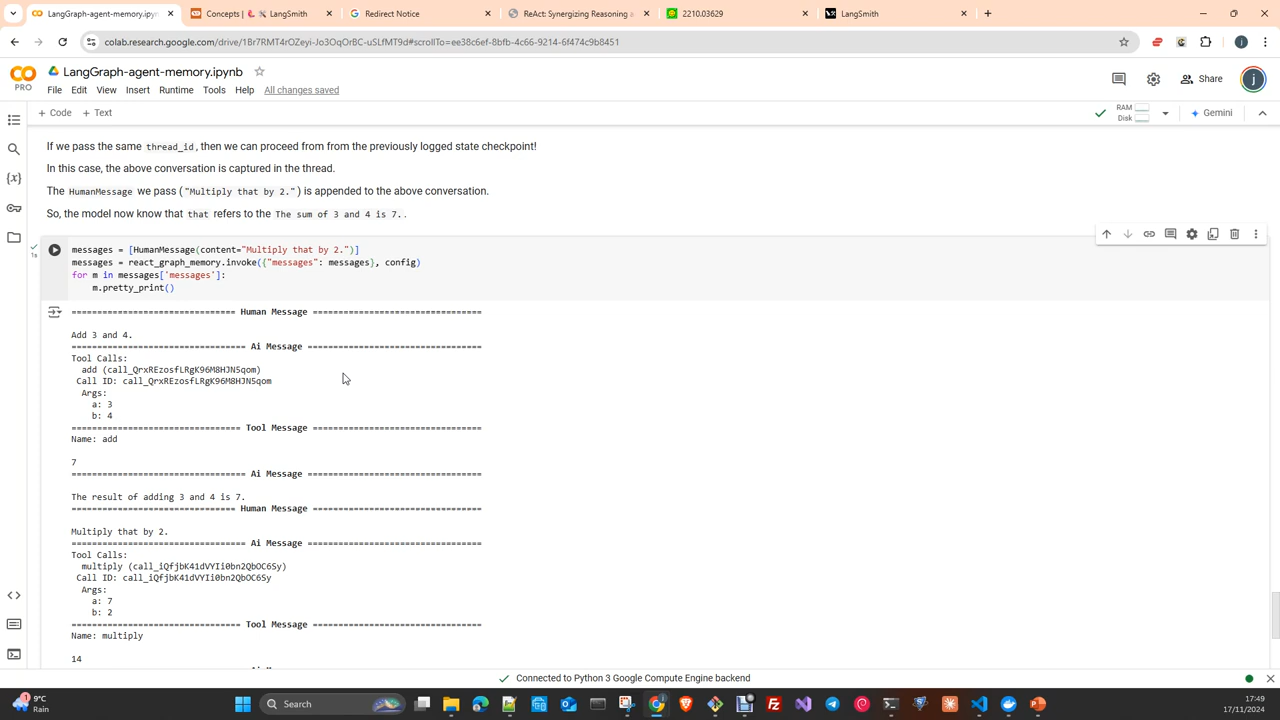 LangGraph-agent-memory.ipyn
Concepts | 🦜 🛠️ LangSmith
Redirect Notice
ReAct: Synergizing Reasoning a
2210.03629
LangSmith
colab.research.google.com/drive/1Br7RMT4rOZeyi-Jo3OqOrBC-uSLfMT9d#scrollTo=ee38c6ef-8bfb-4c66-9214-6f474c9b8451
CO
PRO
LangGraph-agent-memory.ipynb
File Edit View Insert Runtime Tools Help All changes saved
Share
j
+ Code + Text
RAM
Disk
Gemini
If we pass the same thread_id, then we can proceed from from the previously logged state checkpoint!
In this case, the above conversation is captured in the thread.
The HumanMessage we pass ("Multiply that by 2.") is appended to the above conversation.
So, the model now know that that refers to the The sum of 3 and 4 is 7..
1s
messages = [HumanMessage(content="Multiply that by 2.")]
messages = react_graph_memory.invoke({"messages": messages}, config)
for m in messages['messages']:
m.pretty_print()
================================ Human Message =================================
Add 3 and 4.
================================== Ai Message ==================================
Tool Calls:
add (call_QrxREzosfLRgK96M8HJN5qom)
Call ID: call_QrxREzosfLRgK96M8HJN5qom
Args:
a: 3
b: 4
================================= Tool Message =================================
Name: add
7
================================== Ai Message ==================================
The result of adding 3 and 4 is 7.
================================ Human Message =================================
Multiply that by 2.
================================== Ai Message ==================================
Tool Calls:
multiply (call_iQfjbK41dVYIi0bn2QbOC6Sy)
Call ID: call_iQfjbK41dVYIi0bn2QbOC6Sy
Args:
a: 7
b: 2
================================= Tool Message =================================
Name: multiply
14
Connected to Python 3 Google Compute Engine backend
9°C
Rain
Search
17:49
17/11/2024